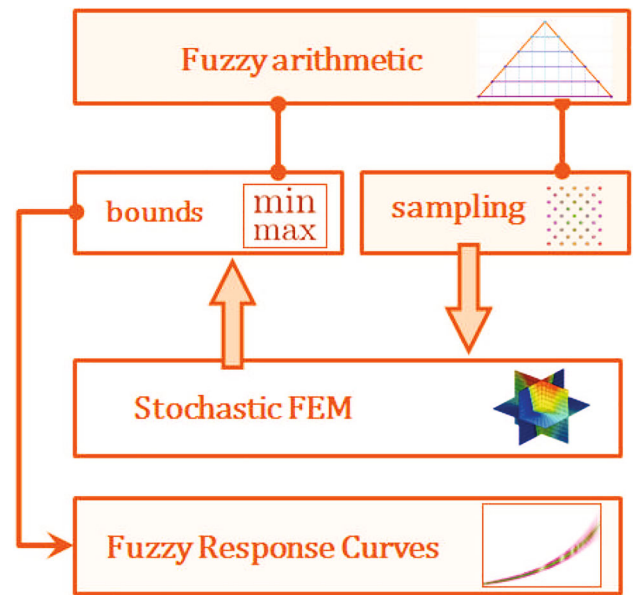 Fuzzy arithmetic
bounds
min
max
sampling
Stochastic FEM
Fuzzy Response Curves